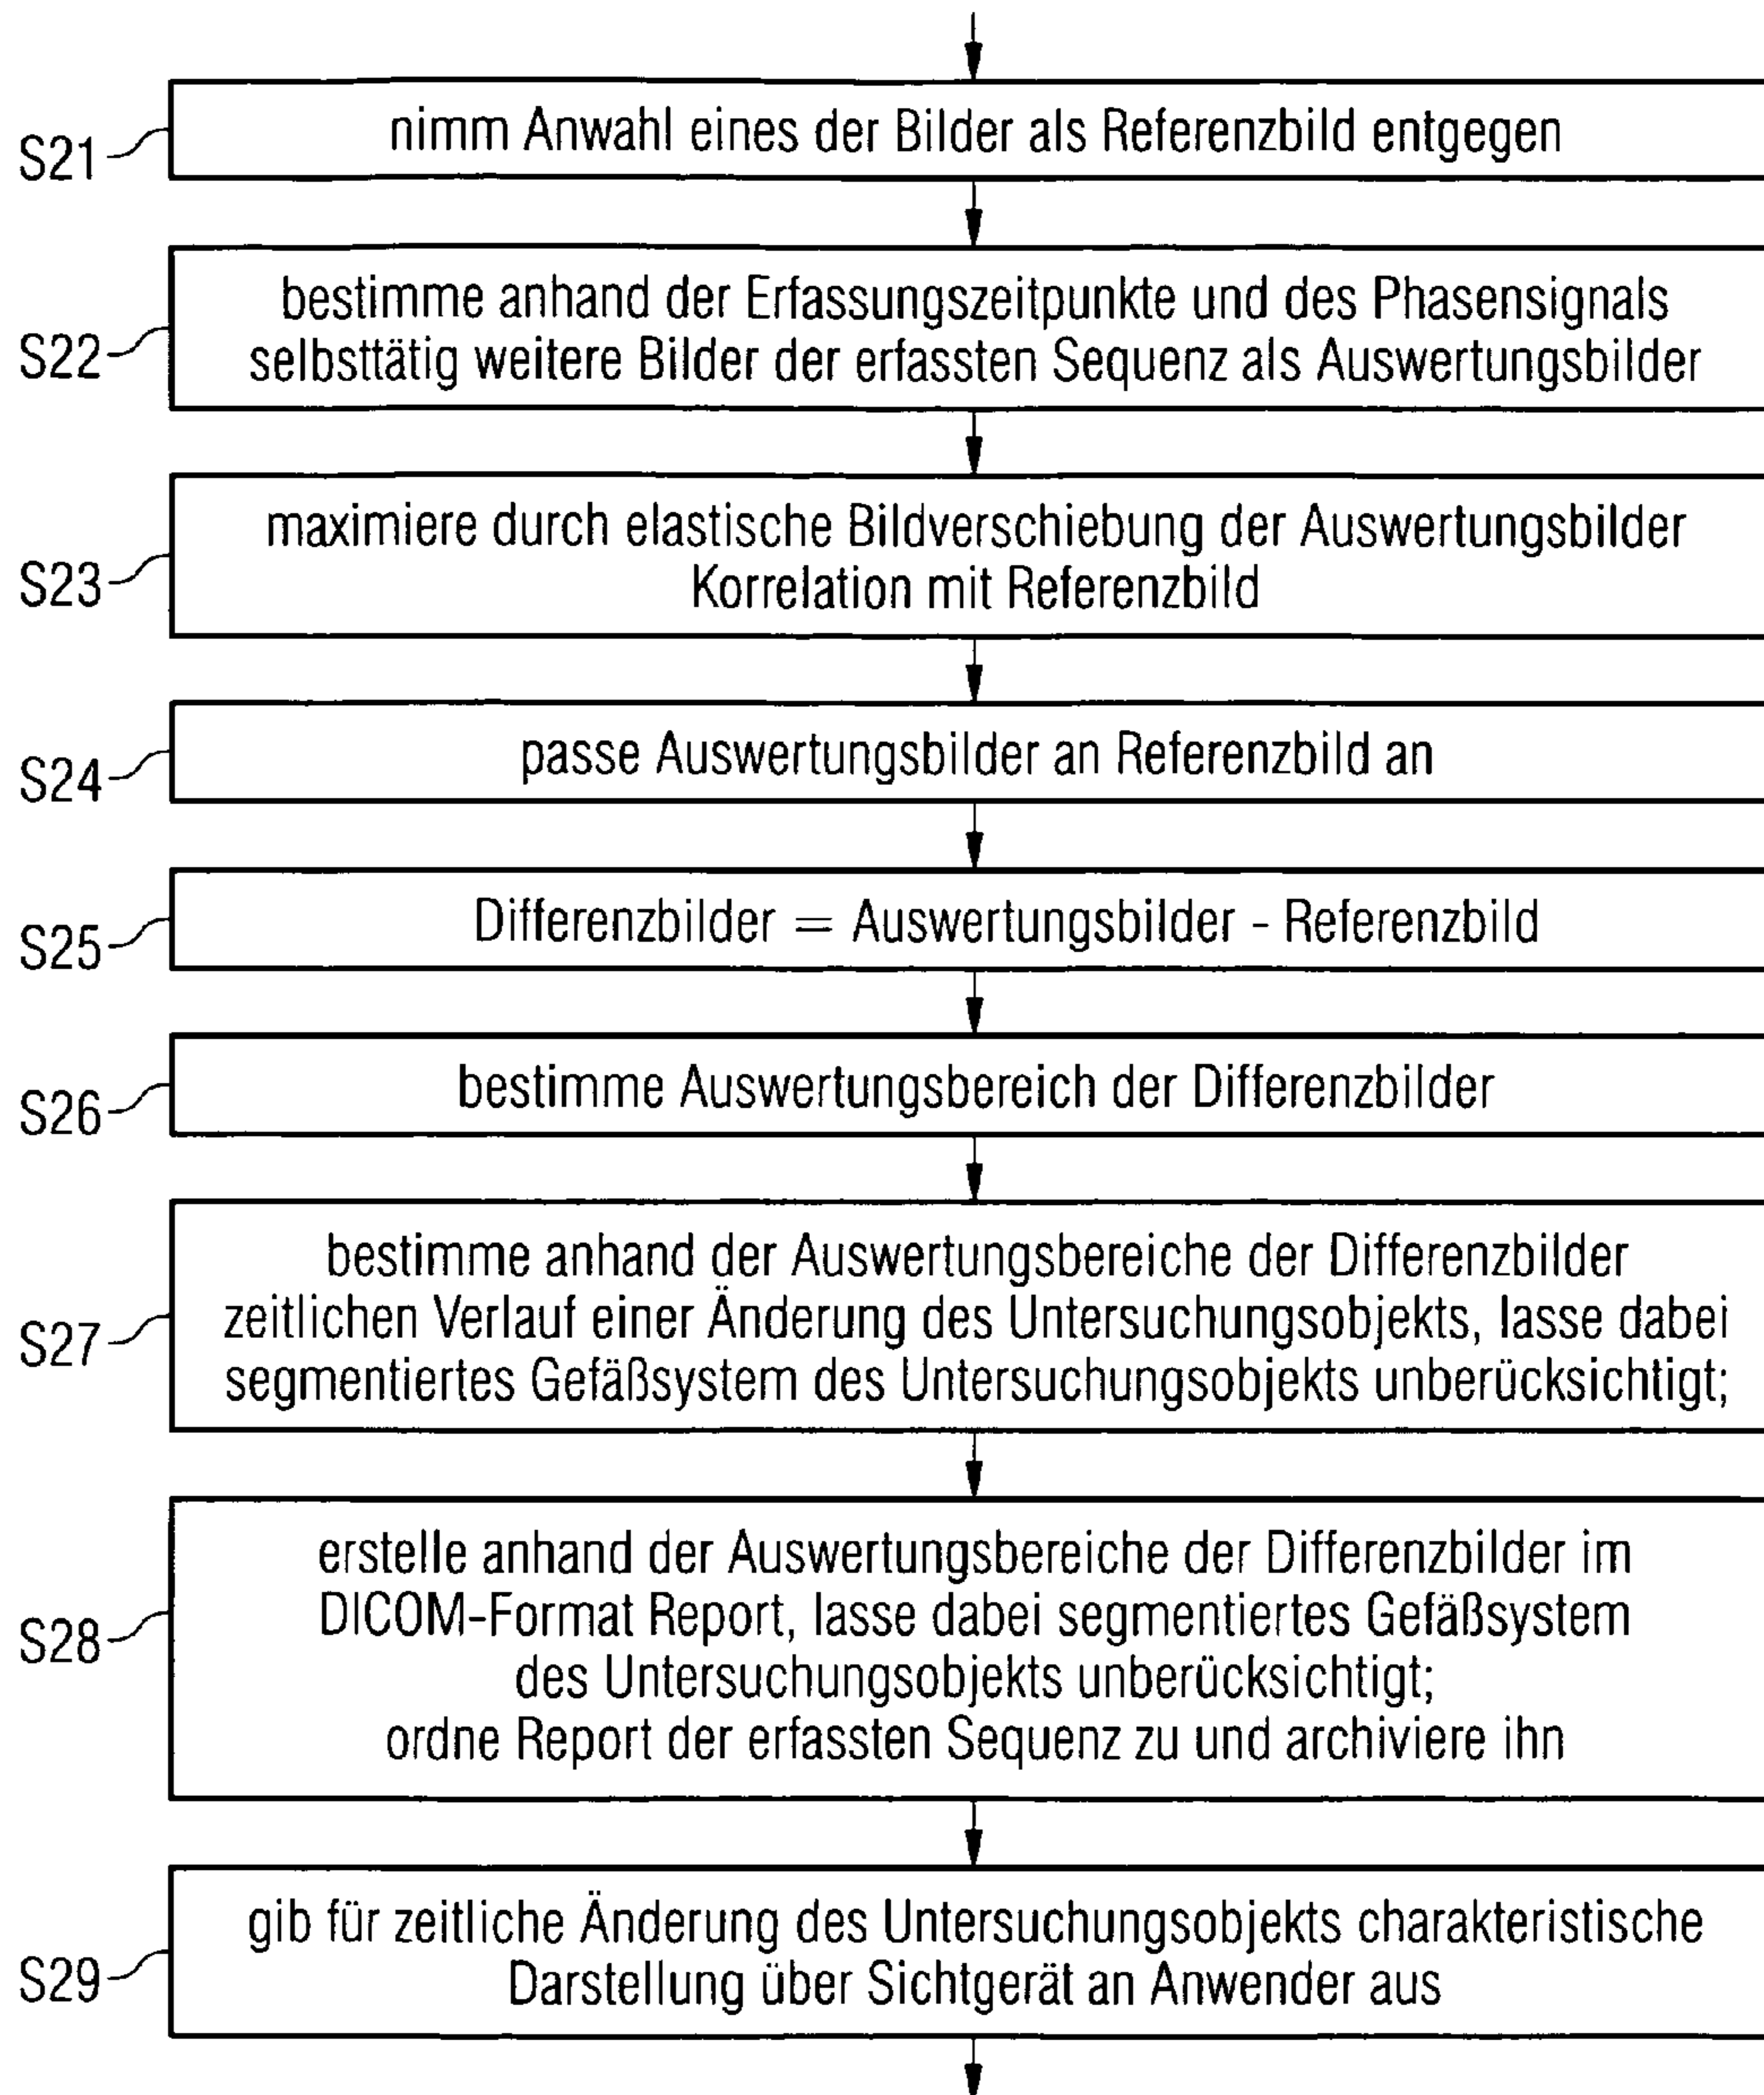 S21
nimm Anwahl eines der Bilder als Referenzbild entgegen
S22
bestimme anhand der Erfassungszeitpunkte und des Phasensignals
selbsttätig weitere Bilder der erfassten Sequenz als Auswertungsbilder
S23
maximiere durch elastische Bildverschiebung der Auswertungsbilder
Korrelation mit Referenzbild
S24
passe Auswertungsbilder an Referenzbild an
S25
Differenzbilder = Auswertungsbilder - Referenzbild
S26
bestimme Auswertungsbereich der Differenzbilder
S27
bestimme anhand der Auswertungsbereiche der Differenzbilder
zeitlichen Verlauf einer Änderung des Untersuchungsobjekts, lasse dabei
segmentiertes Gefäßsystem des Untersuchungsobjekts unberücksichtigt;
S28
erstelle anhand der Auswertungsbereiche der Differenzbilder im
DICOM-Format Report, lasse dabei segmentiertes Gefäßsystem
des Untersuchungsobjekts unberücksichtigt;
ordne Report der erfassten Sequenz zu und archiviere ihn
S29
gib für zeitliche Änderung des Untersuchungsobjekts charakteristische
Darstellung über Sichtgerät an Anwender aus